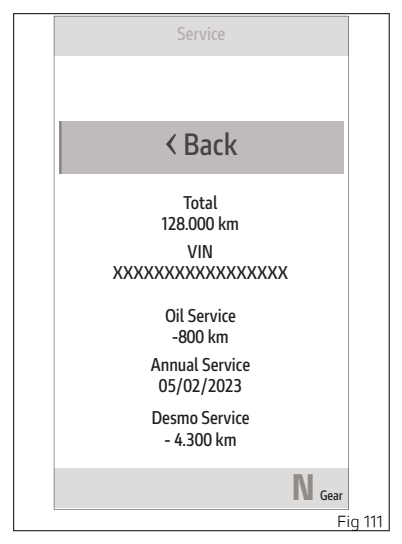 Service
‹ Back
Total
128.000 km
VIN
XXXXXXXXXXXXXXXXX
Oil Service
-800 km
Annual Service
05/02/2023
Desmo Service
- 4.300 km
N Gear
Fig 111